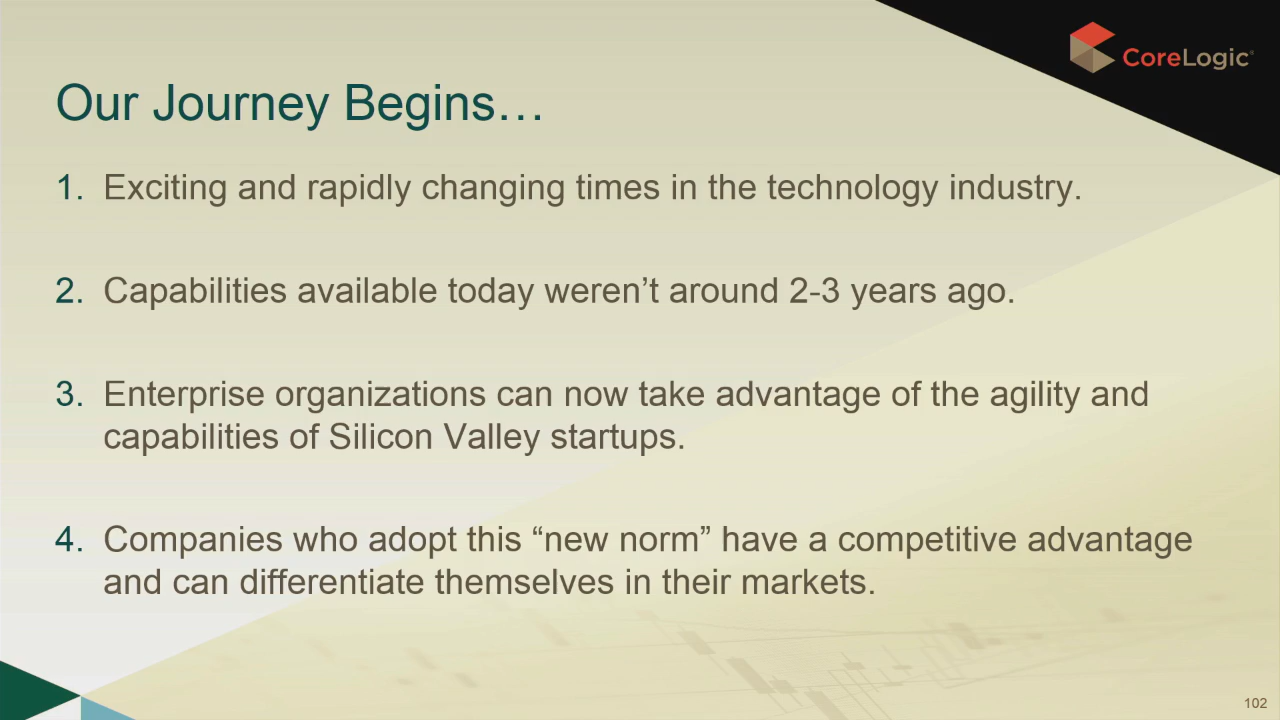 CoreLogic
Our Journey Begins…
1. Exciting and rapidly changing times in the technology industry.
2. Capabilities available today weren’t around 2-3 years ago.
3. Enterprise organizations can now take advantage of the agility and
capabilities of Silicon Valley startups.
4. Companies who adopt this “new norm” have a competitive advantage
and can differentiate themselves in their markets.
102